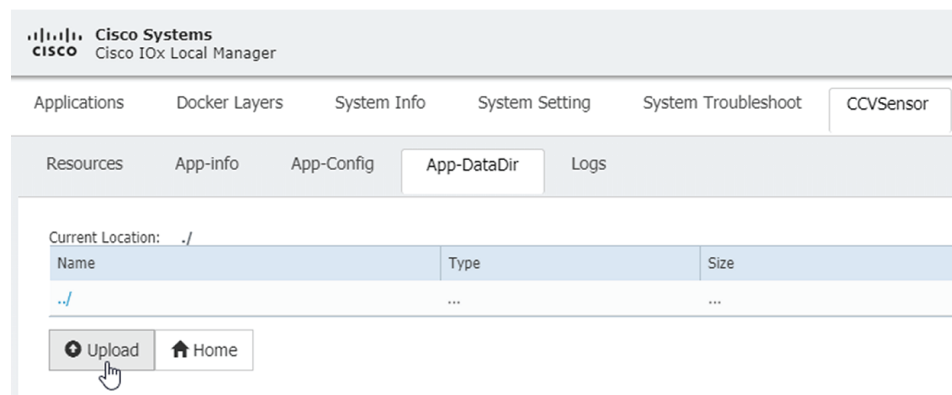 Cisco Systems
CISCO Cisco IOx Local Manager
Applications Docker Layers System Info System Setting System Troubleshoot CCVSensor
Resources App-info App-Config App-DataDir Logs
Current Location: ./
Name Type Size
../ ... ...
Upload Home